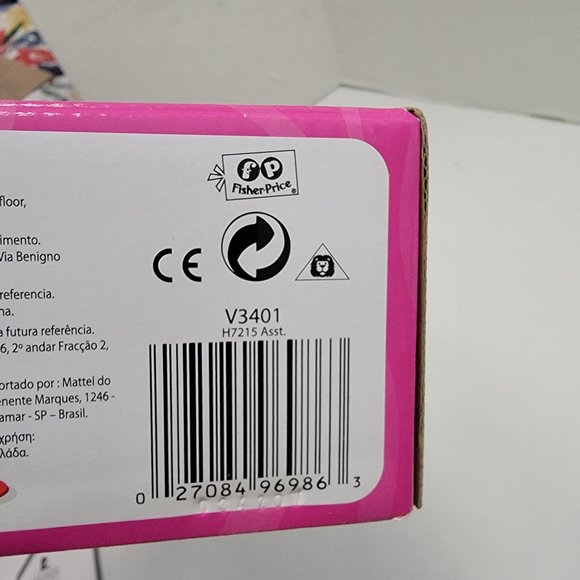 fp
Fisher-Price®
floor,
imento.
Via Benigno
CE
referencia.
na.
V3401
H7215 Asst.
a futura referência.
6, 2º andar Fracção 2,
ortado por : Mattel do
enente Marques, 1246 -
amar - SP – Brasil.
χρήση:
λάδα.
0 27084 96986 3